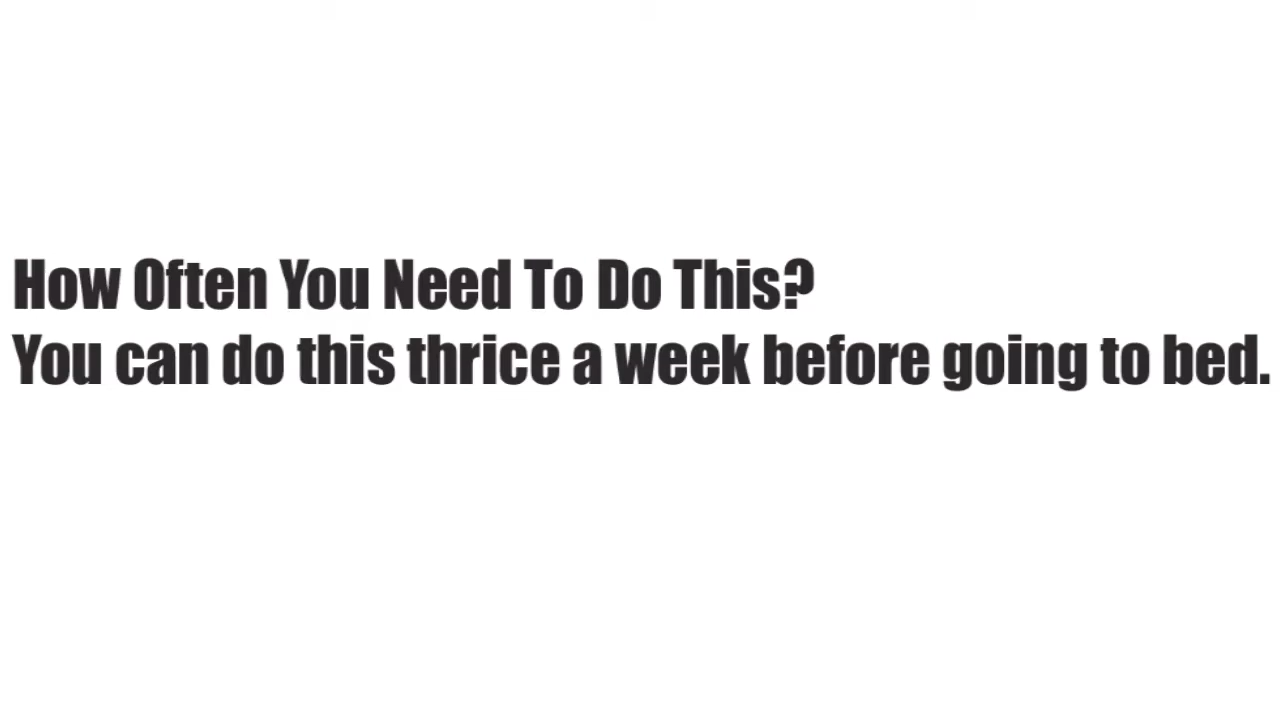 How Often You Need To Do This?
You can do this thrice a week before going to bed.